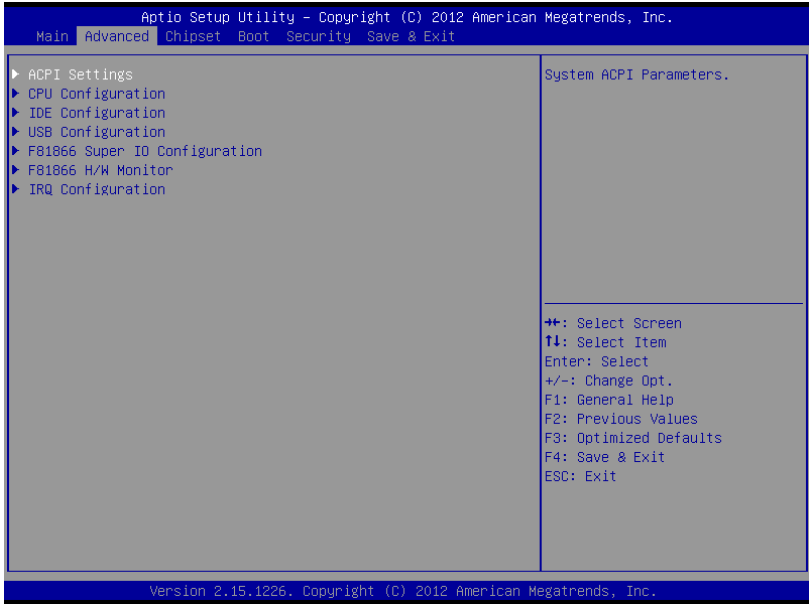 Aptio Setup Utility – Copyright (C) 2012 American Megatrends, Inc.
Main Advanced Chipset Boot Security Save & Exit
▶ ACPI Settings
▶ CPU Configuration
▶ IDE Configuration
▶ USB Configuration
▶ F81866 Super IO Configuration
▶ F81866 H/W Monitor
▶ IRQ Configuration
System ACPI Parameters.
→←: Select Screen
↑↓: Select Item
Enter: Select
+/-: Change Opt.
F1: General Help
F2: Previous Values
F3: Optimized Defaults
F4: Save & Exit
ESC: Exit
Version 2.15.1226. Copyright (C) 2012 American Megatrends, Inc.